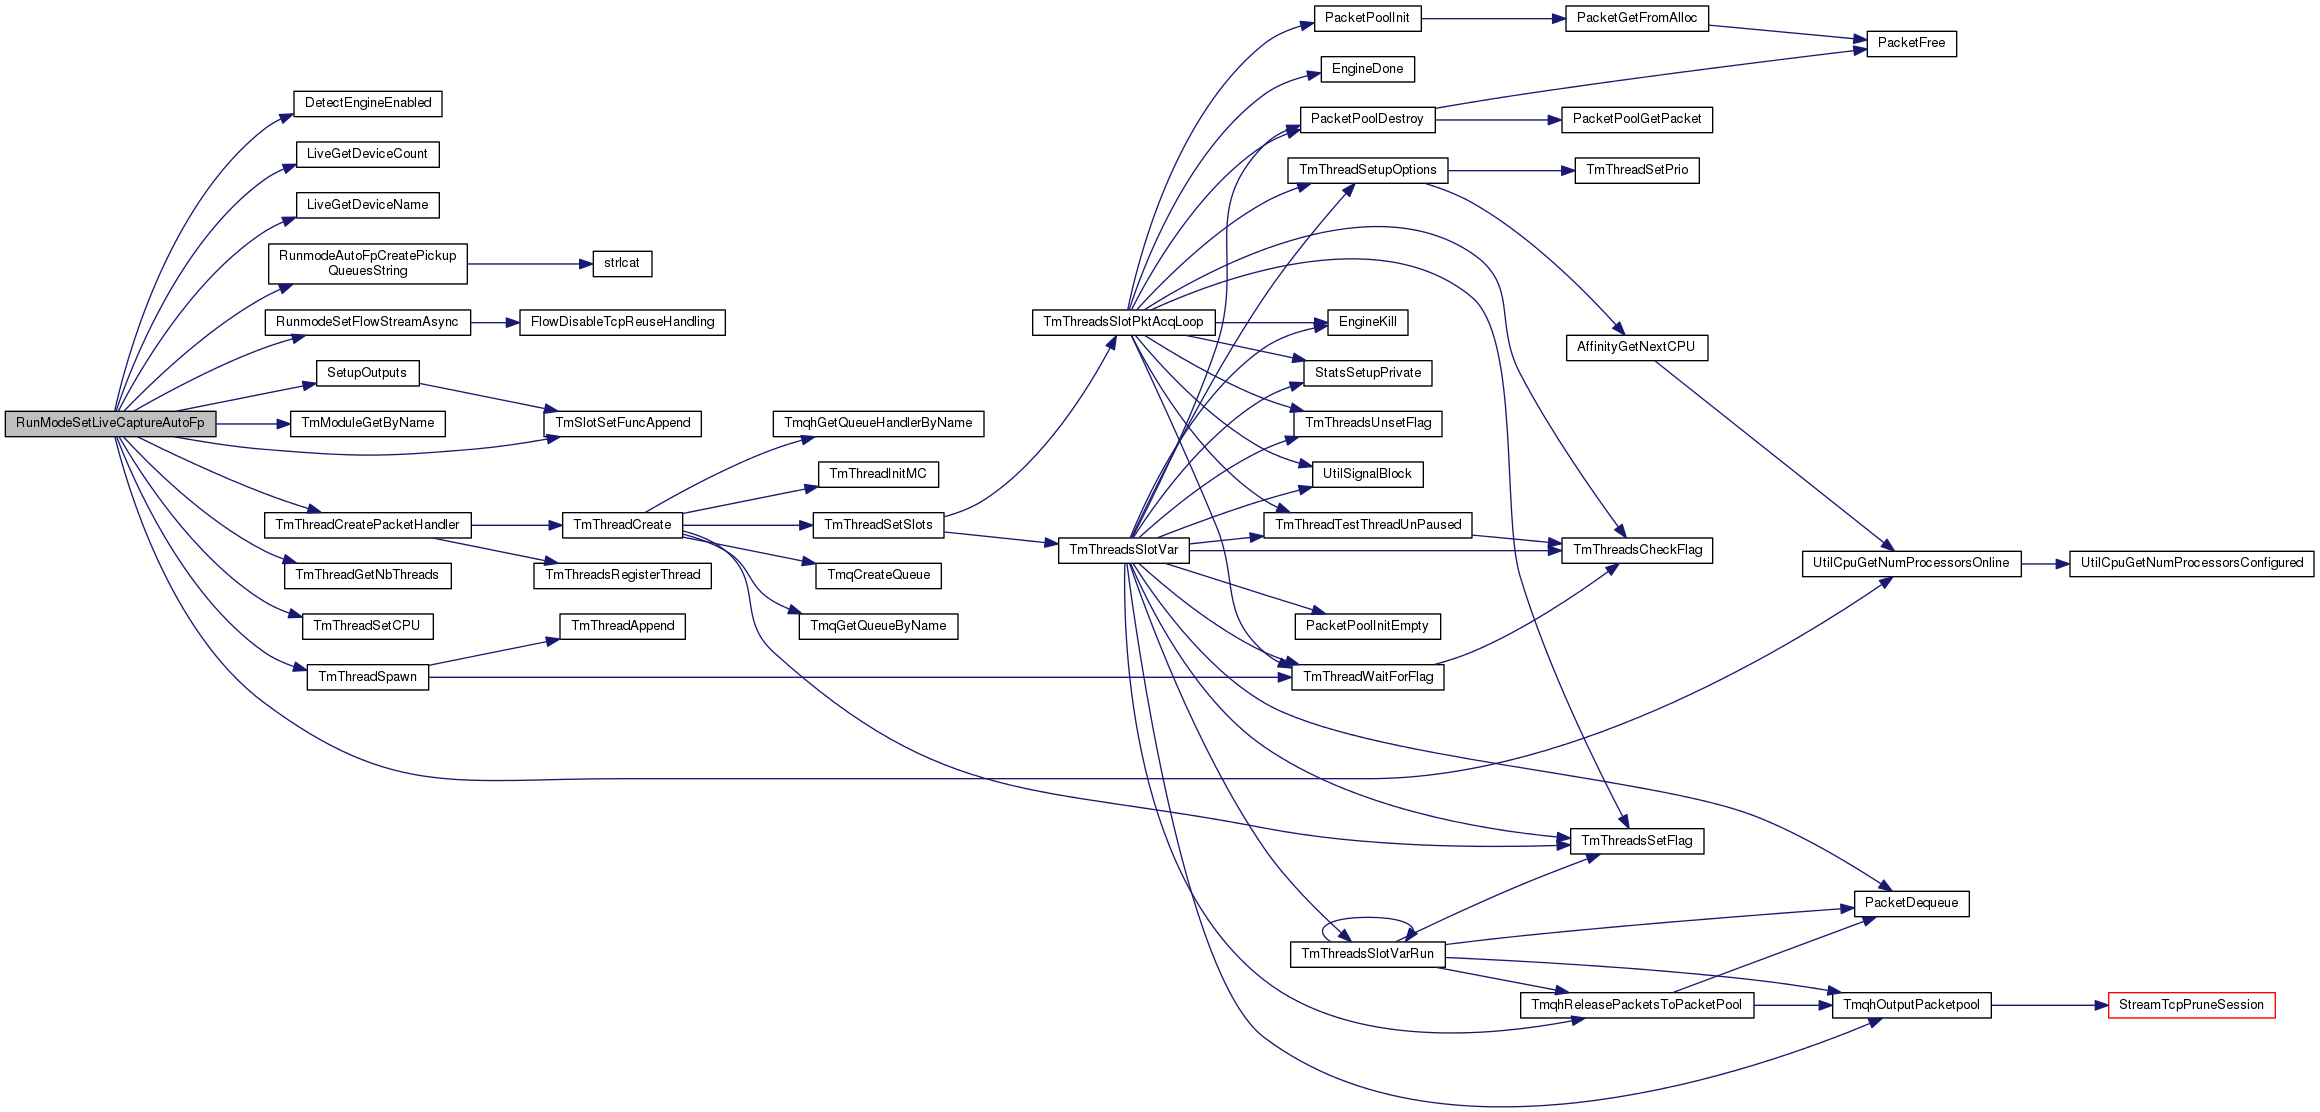 RunModeSetLiveCaptureAutoFp
DetectEngineEnabled
LiveGetDeviceCount
LiveGetDeviceName
RunmodeAutoFpCreatePickup
QueuesString
RunmodeSetFlowStreamAsync
SetupOutputs
TmModuleGetByName
TmThreadCreatePacketHandler
TmThreadGetNbThreads
TmThreadSetCPU
TmThreadSpawn
strlcat
FlowDisableTcpReuseHandling
TmSlotSetFuncAppend
TmThreadCreate
TmThreadsRegisterThread
TmThreadAppend
TmqhGetQueueHandlerByName
TmThreadInitMC
TmThreadSetSlots
TmqCreateQueue
TmqGetQueueByName
TmThreadsSlotPktAcqLoop
TmThreadsSlotVar
PacketPoolInit
EngineDone
PacketPoolDestroy
TmThreadSetupOptions
EngineKill
StatsSetupPrivate
TmThreadsUnsetFlag
UtilSignalBlock
TmThreadTestThreadUnPaused
PacketPoolInitEmpty
TmThreadWaitForFlag
TmThreadsSlotVarRun
PacketGetFromAlloc
PacketPoolGetPacket
TmThreadSetPrio
AffinityGetNextCPU
TmThreadsCheckFlag
TmThreadsSetFlag
TmqhReleasePacketsToPacketPool
PacketFree
UtilCpuGetNumProcessorsOnline
PacketDequeue
TmqhOutputPacketpool
UtilCpuGetNumProcessorsConfigured
StreamTcpPruneSession